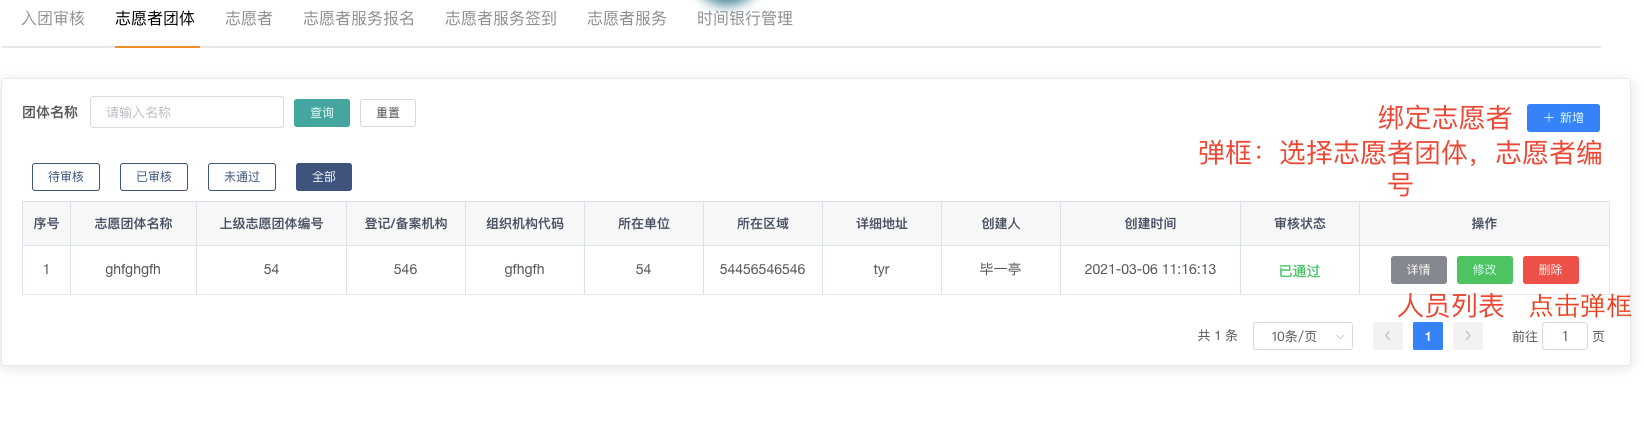 入团审核 志愿者团体 志愿者 志愿者服务报名 志愿者服务签到 志愿者服务 时间银行管理
团体名称 请输入名称 查询 重置 绑定志愿者 + 新增
弹框：选择志愿者团体，志愿者编
号
待审核 已审核 未通过 全部
序号 志愿团体名称 上级志愿团体编号 登记/备案机构 组织机构代码 所在单位 所在区域 详细地址 创建人 创建时间 审核状态 操作
1 ghfghgfh 54 546 gfhgfh 54 54456546546 tyr 毕一亭 2021-03-06 11:16:13 已通过 详情 修改 删除
人员列表 点击弹框
共 1 条 10条/页 1 前往 1 页